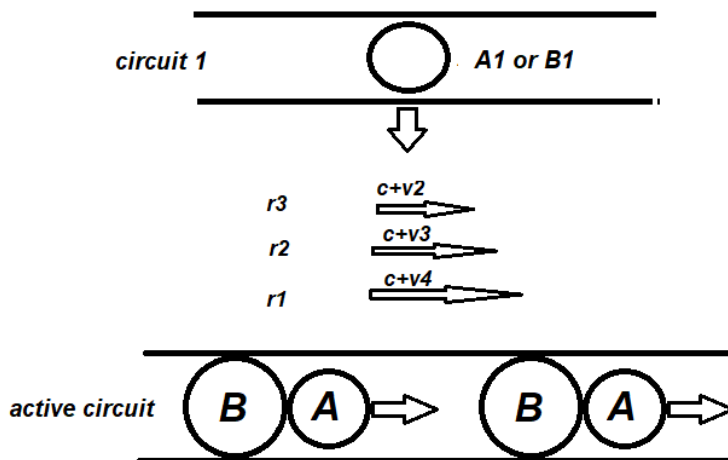 circuit 1 A1 or B1
c+v2
r3
c+v3
r2
c+v4
r1
active circuit B A B A